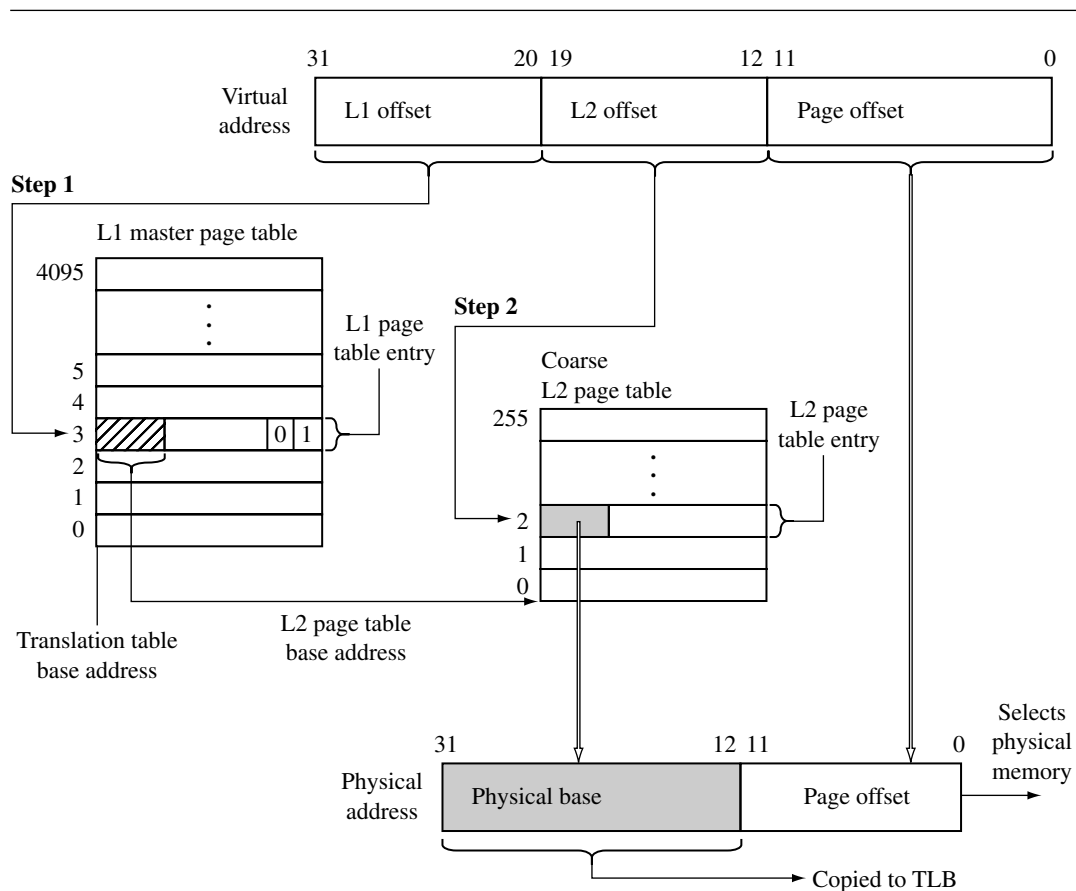 31 20 19 12 11 0
Virtual
address
L1 offset L2 offset Page offset
Step 1
L1 master page table
4095
5
4
3 0 1
2
1
0
L1 page
table entry
Step 2
Coarse
L2 page table
255
2
1
0
L2 page
table entry
Translation table
base address
L2 page table
base address
31 12 11 0
Physical
address
Physical base Page offset
Selects
physical
memory
Copied to TLB